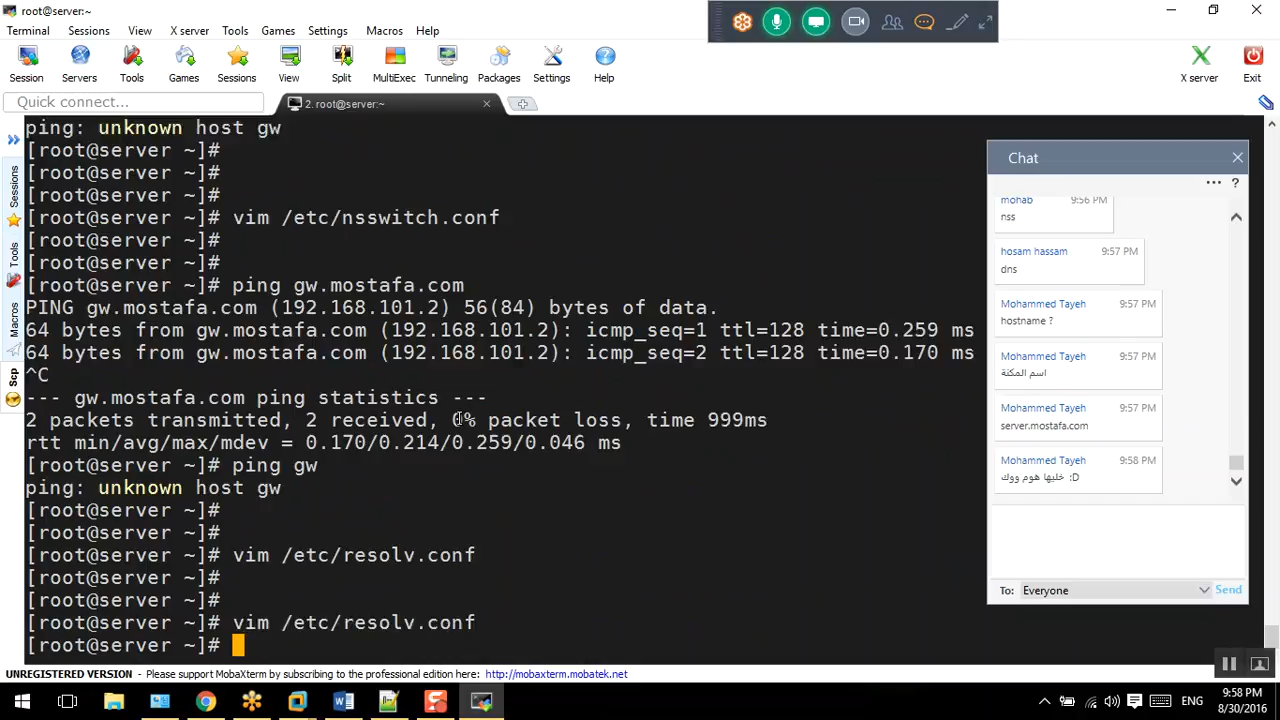 root@server:~
Terminal Sessions View X server Tools Games Settings Macros Help
Session Servers Tools Games Sessions View Split MultiExec Tunneling Packages Settings Help X server Exit
Quick connect...
2. root@server:~
Sessions
Tools
Macros
Scp
ping: unknown host gw
[root@server ~]#
[root@server ~]#
[root@server ~]#
[root@server ~]# vim /etc/nsswitch.conf
[root@server ~]#
[root@server ~]#
[root@server ~]# ping gw.mostafa.com
PING gw.mostafa.com (192.168.101.2) 56(84) bytes of data.
64 bytes from gw.mostafa.com (192.168.101.2): icmp_seq=1 ttl=128 time=0.259 ms
64 bytes from gw.mostafa.com (192.168.101.2): icmp_seq=2 ttl=128 time=0.170 ms
^C
--- gw.mostafa.com ping statistics ---
2 packets transmitted, 2 received, 0% packet loss, time 999ms
rtt min/avg/max/mdev = 0.170/0.214/0.259/0.046 ms
[root@server ~]# ping gw
ping: unknown host gw
[root@server ~]#
[root@server ~]#
[root@server ~]# vim /etc/resolv.conf
[root@server ~]#
[root@server ~]#
[root@server ~]# vim /etc/resolv.conf
[root@server ~]#
Chat
mohab 9:56 PM
nss
hosam hassam 9:57 PM
dns
Mohammed Tayeh 9:57 PM
hostname ?
Mohammed Tayeh 9:57 PM
اسم المكنة
Mohammed Tayeh 9:57 PM
server.mostafa.com
Mohammed Tayeh 9:58 PM
خليها هوم ووك :D
To: Everyone Send
UNREGISTERED VERSION - Please support MobaXterm by subscribing to the professional edition here: http://mobaxterm.mobatek.net
ENG
9:58 PM
8/30/2016